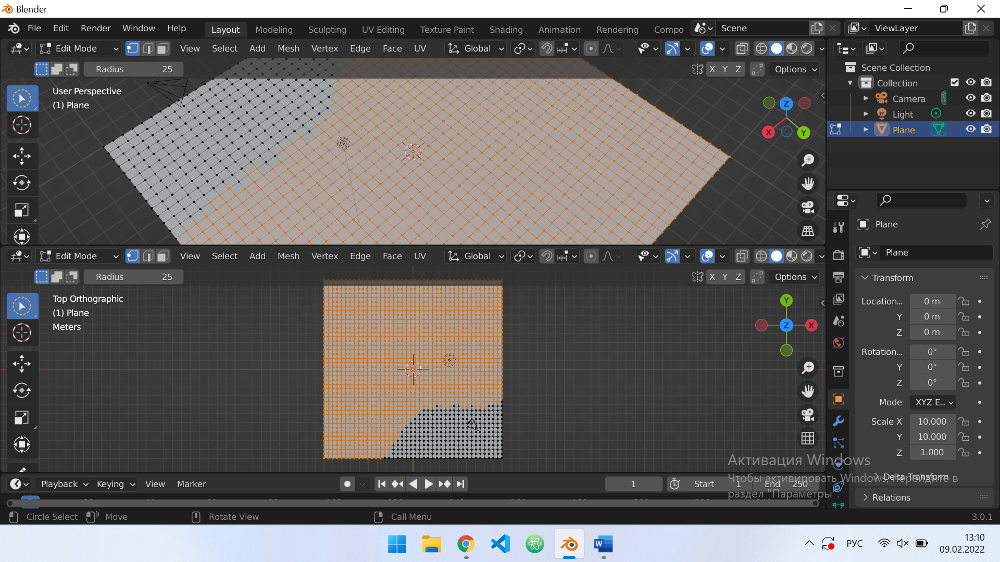 Blender
File Edit Render Window Help Layout Modeling Sculpting UV Editing Texture Paint Shading Animation Rendering Compo Scene ViewLayer
Edit Mode View Select Add Mesh Vertex Edge Face UV Global
Radius 25 X Y Z Options
User Perspective
(1) Plane
Z
X Y
Scene Collection
Collection
Camera
Light
Plane
Edit Mode View Select Add Mesh Vertex Edge Face UV Global
Radius 25 X Y Z Options
Top Orthographic
(1) Plane
Meters
Y
Z X
Plane
Plane
Transform
Location... 0 m
Y 0 m
Z 0 m
Rotation... 0°
Y 0°
Z 0°
Mode XYZ E...
Scale X 10.000
Y 10.000
Z 1.000
Delta Transform
Relations
Активация Windows
Чтобы активировать Windows, перейдите в
раздел "Параметры".
Playback Keying View Marker 1 Start 1 End 250
Circle Select Move Rotate View Call Menu 3.0.1
W РУС 13:10
09.02.2022